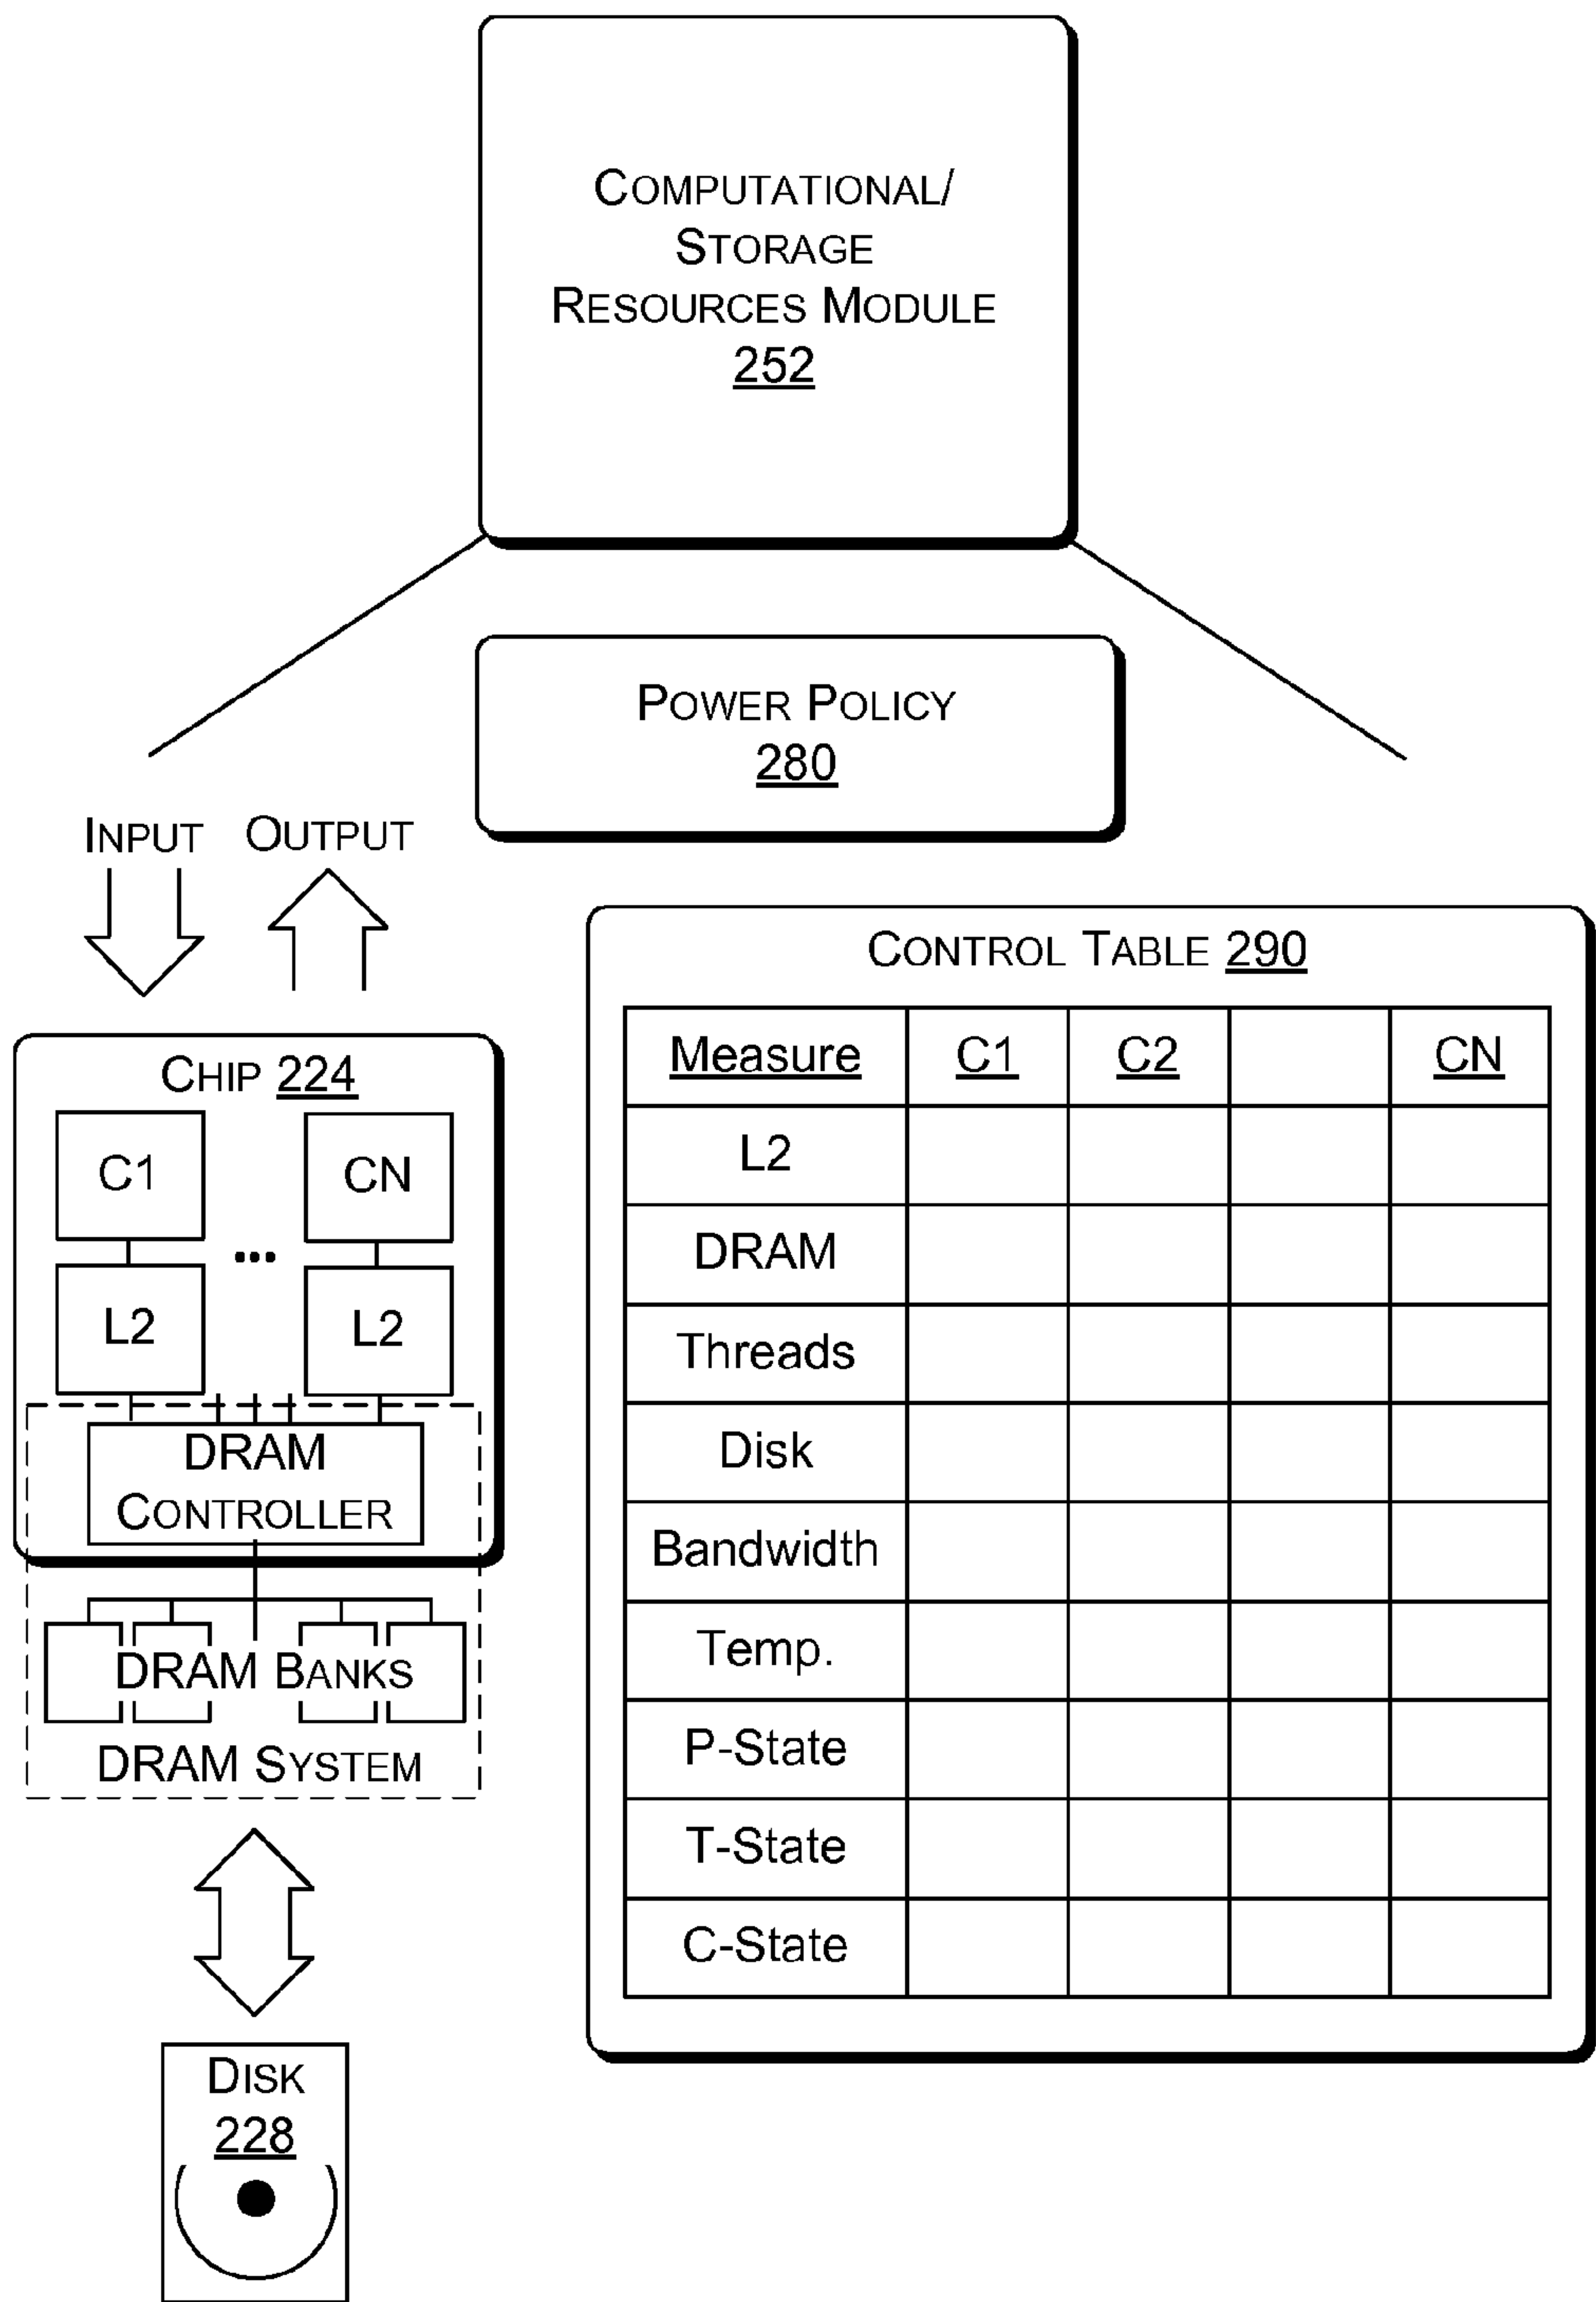 COMPUTATIONAL/
STORAGE
RESOURCES MODULE
252
POWER POLICY
280
INPUT OUTPUT
CHIP 224
C1 ... CN
L2 L2
DRAM
CONTROLLER
DRAM BANKS
DRAM SYSTEM
DISK
228
CONTROL TABLE 290
Measure C1 C2 CN
L2
DRAM
Threads
Disk
Bandwidth
Temp.
P-State
T-State
C-State